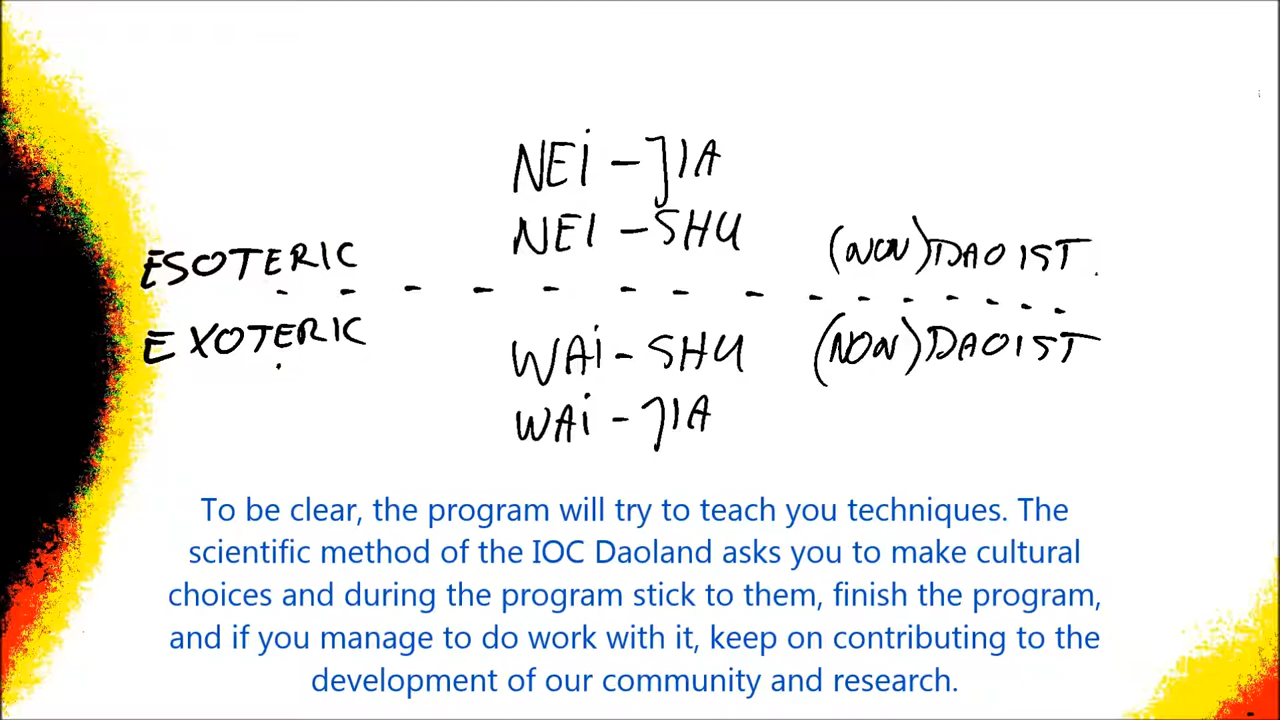 NEi - JIA
NEI - SHU
ESOTERIC
(NON) DAOIST.
EXOTERIC
WAi - SHU
(NON) DAOIST
WAi - JIA
To be clear, the program will try to teach you techniques. The
scientific method of the IOC Daoland asks you to make cultural
choices and during the program stick to them, finish the program,
and if you manage to do work with it, keep on contributing to the
development of our community and research.